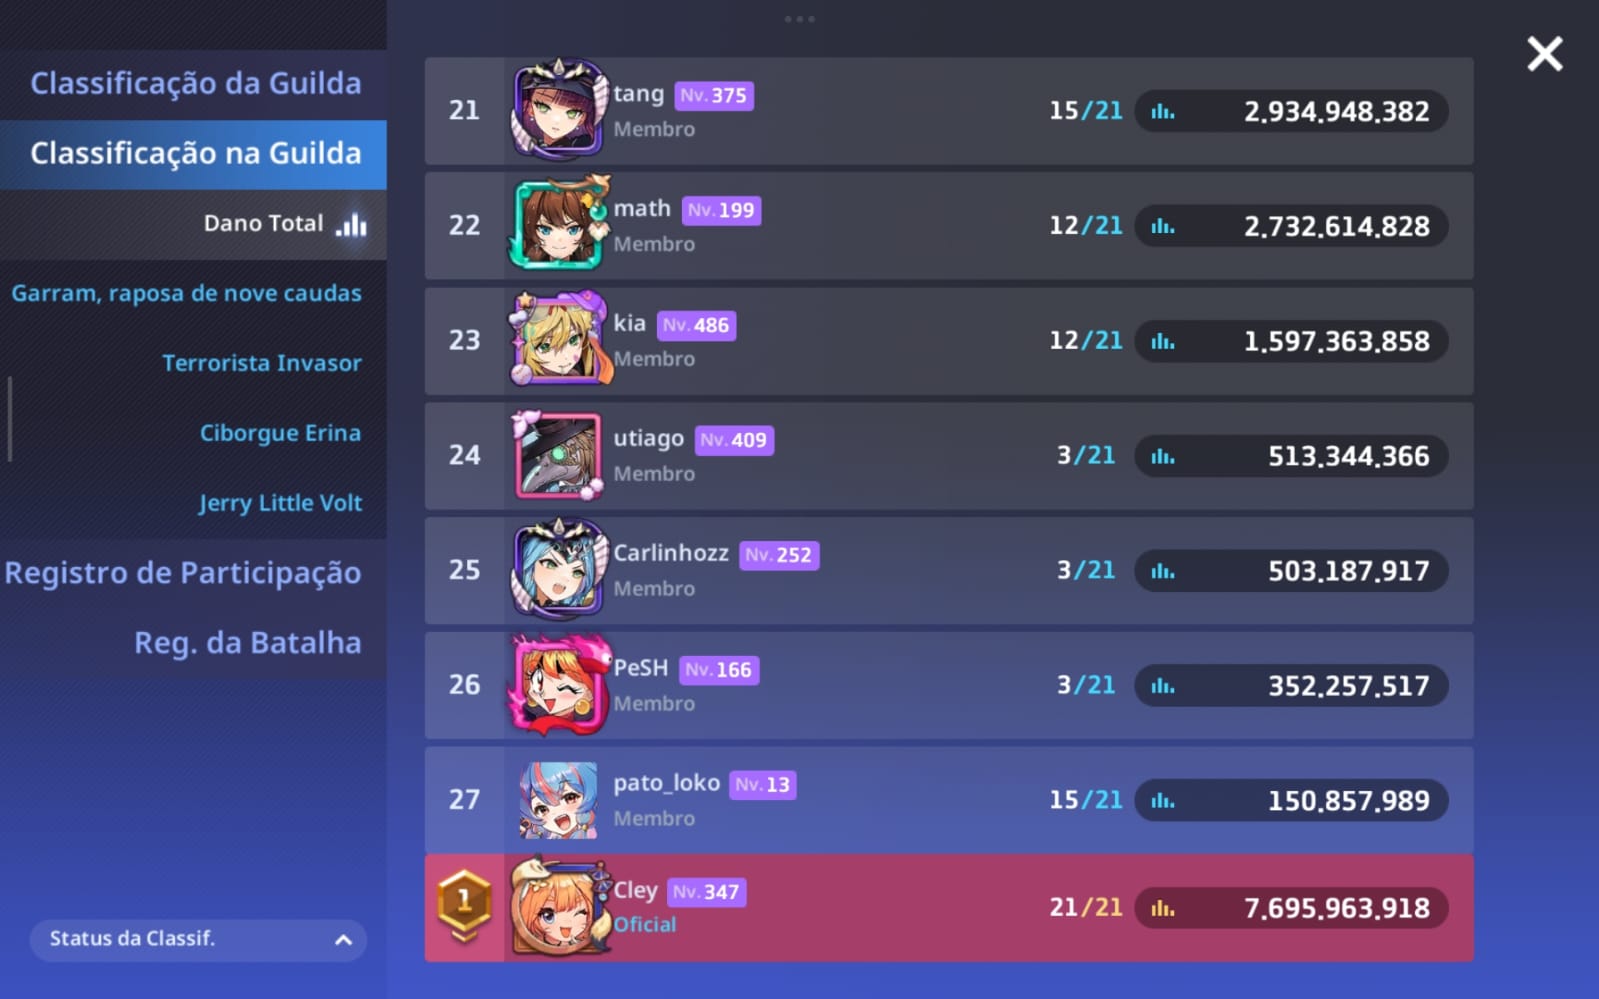 Classificação da Guilda
Classificação na Guilda
Dano Total
Garram, raposa de nove caudas
Terrorista Invasor
Ciborgue Erina
Jerry Little Volt
Registro de Participação
Reg. da Batalha
Status da Classif.
21 tang Nv.375 15/21 2.934.948.382
Membro
22 math Nv.199 12/21 2.732.614.828
Membro
23 kia Nv.486 12/21 1.597.363.858
Membro
24 utiago Nv.409 3/21 513.344.366
Membro
25 Carlinhozz Nv.252 3/21 503.187.917
Membro
26 PeSH Nv.166 3/21 352.257.517
Membro
27 pato_loko Nv.13 15/21 150.857.989
Membro
1 Cley Nv.347 21/21 7.695.963.918
Oficial